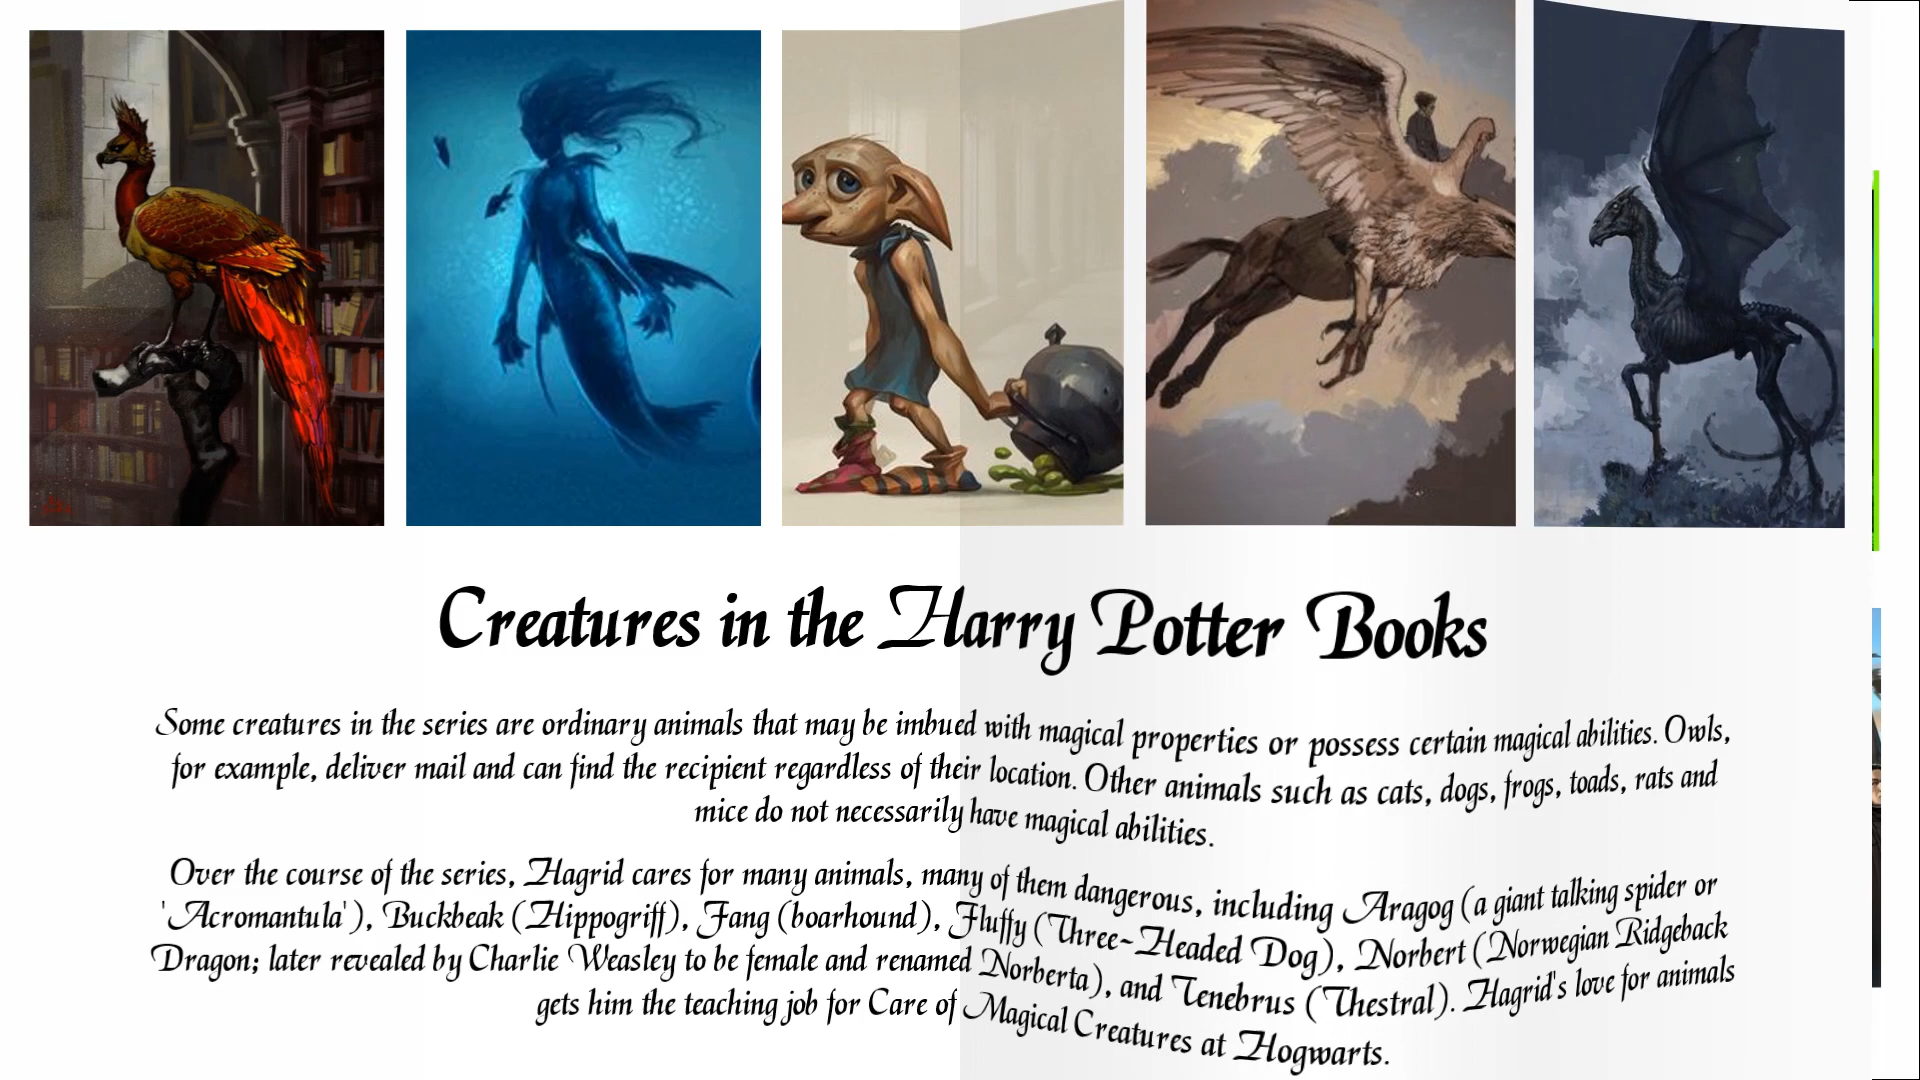 Creatures in the Harry Potter Books
Some creatures in the series are ordinary animals that may be imbued with magical properties or possess certain magical abilities. Owls,
for example, deliver mail and can find the recipient regardless of their location. Other animals such as cats, dogs, frogs, toads, rats and
mice do not necessarily have magical abilities.
Over the course of the series, Hagrid cares for many animals, many of them dangerous, including Aragog (a giant talking spider or
'Acromantula'), Buckbeak (Hippogriff), Fang (boarhound), Fluffy (Three-Headed Dog), Norbert (Norwegian Ridgeback
Dragon; later revealed by Charlie Weasley to be female and renamed Norberta), and Tenebrus (Thestral). Hagrid's love for animals
gets him the teaching job for Care of Magical Creatures at Hogwarts.